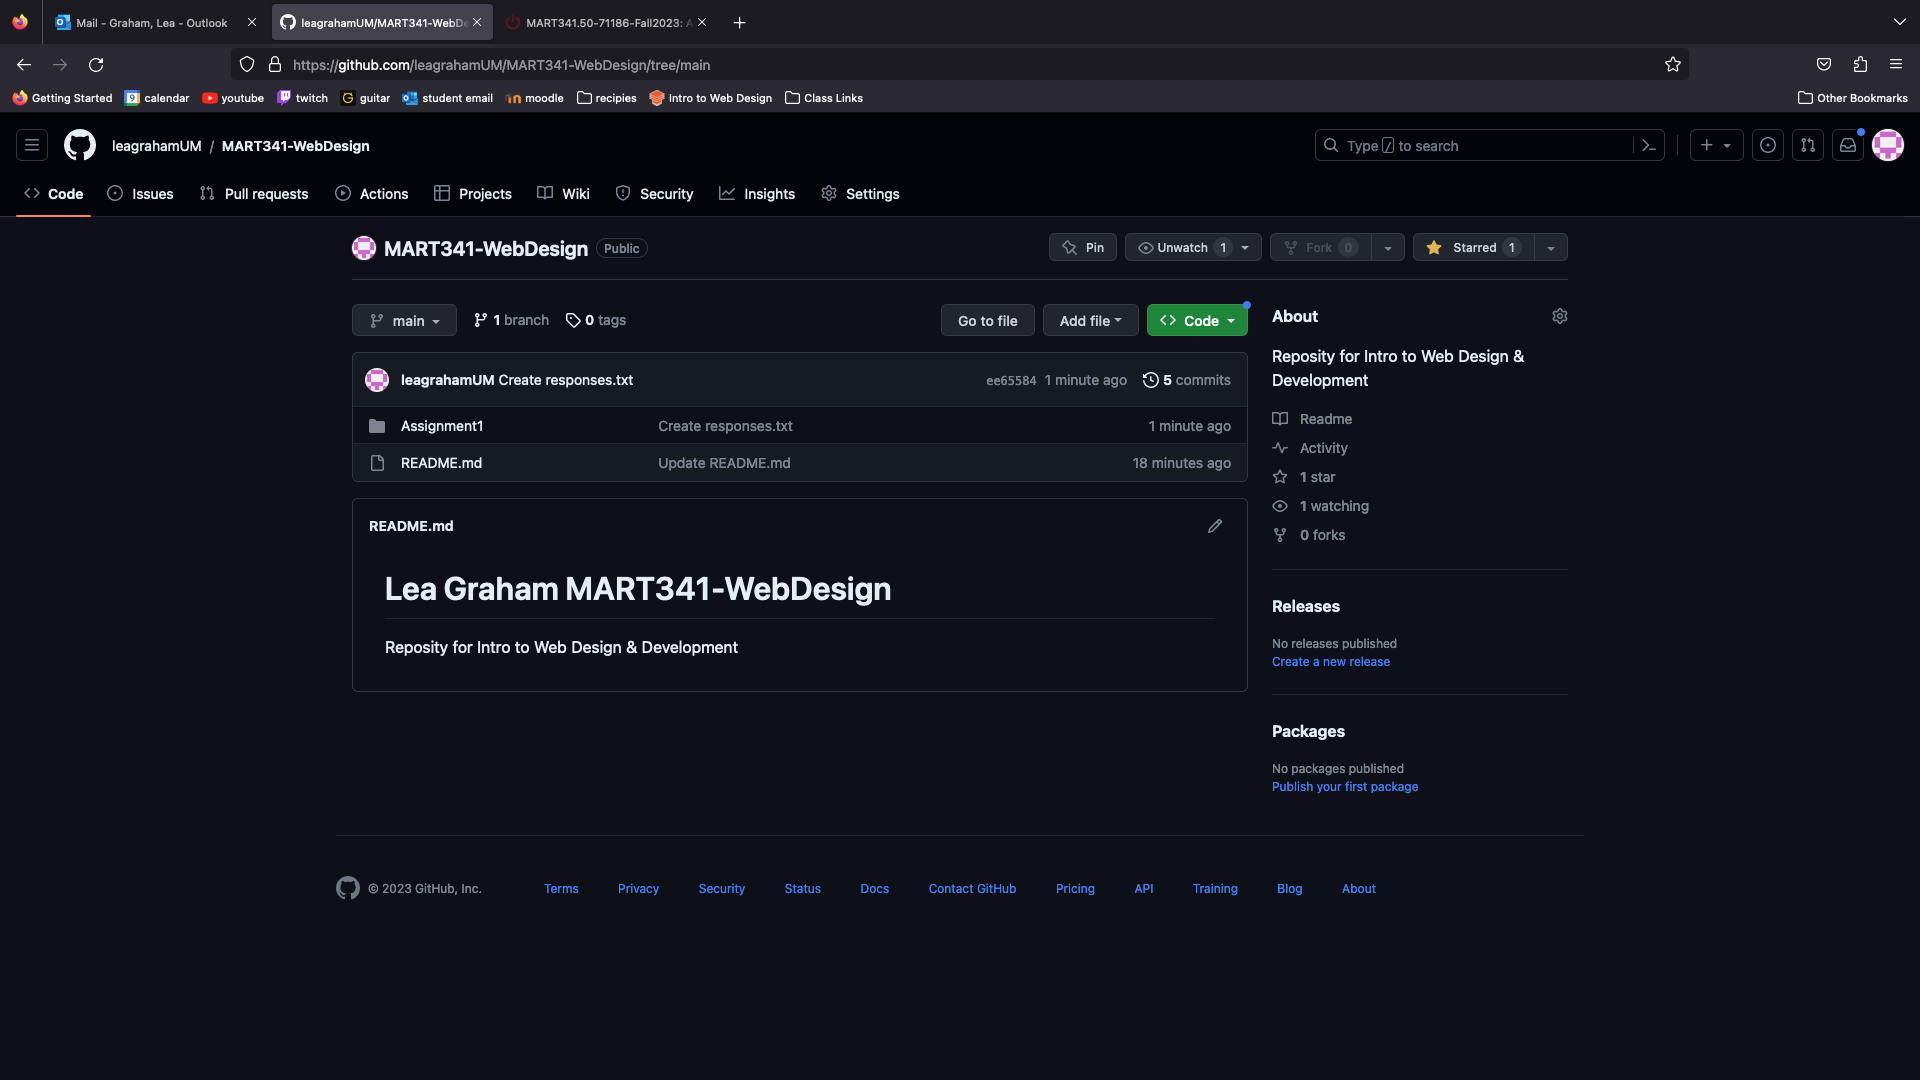 Mail - Graham, Lea - Outlook
leagrahamUM/MART341-WebD
MART341.50-71186-Fall2023: A
https://github.com/leagrahamUM/MART341-WebDesign/tree/main
Getting Started
calendar
youtube
twitch
guitar
student email
moodle
recipies
Intro to Web Design
Class Links
Other Bookmarks
leagrahamUM / MART341-WebDesign
Type / to search
Code
Issues
Pull requests
Actions
Projects
Wiki
Security
Insights
Settings
MART341-WebDesign
Public
Pin
Unwatch 1
Fork 0
Starred 1
main
1 branch
0 tags
Go to file
Add file
Code
leagrahamUM Create responses.txt
ee65584 1 minute ago
5 commits
Assignment1
Create responses.txt
1 minute ago
README.md
Update README.md
18 minutes ago
README.md
Lea Graham MART341-WebDesign
Reposity for Intro to Web Design & Development
About
Reposity for Intro to Web Design &
Development
Readme
Activity
1 star
1 watching
0 forks
Releases
No releases published
Create a new release
Packages
No packages published
Publish your first package
© 2023 GitHub, Inc.
Terms
Privacy
Security
Status
Docs
Contact GitHub
Pricing
API
Training
Blog
About